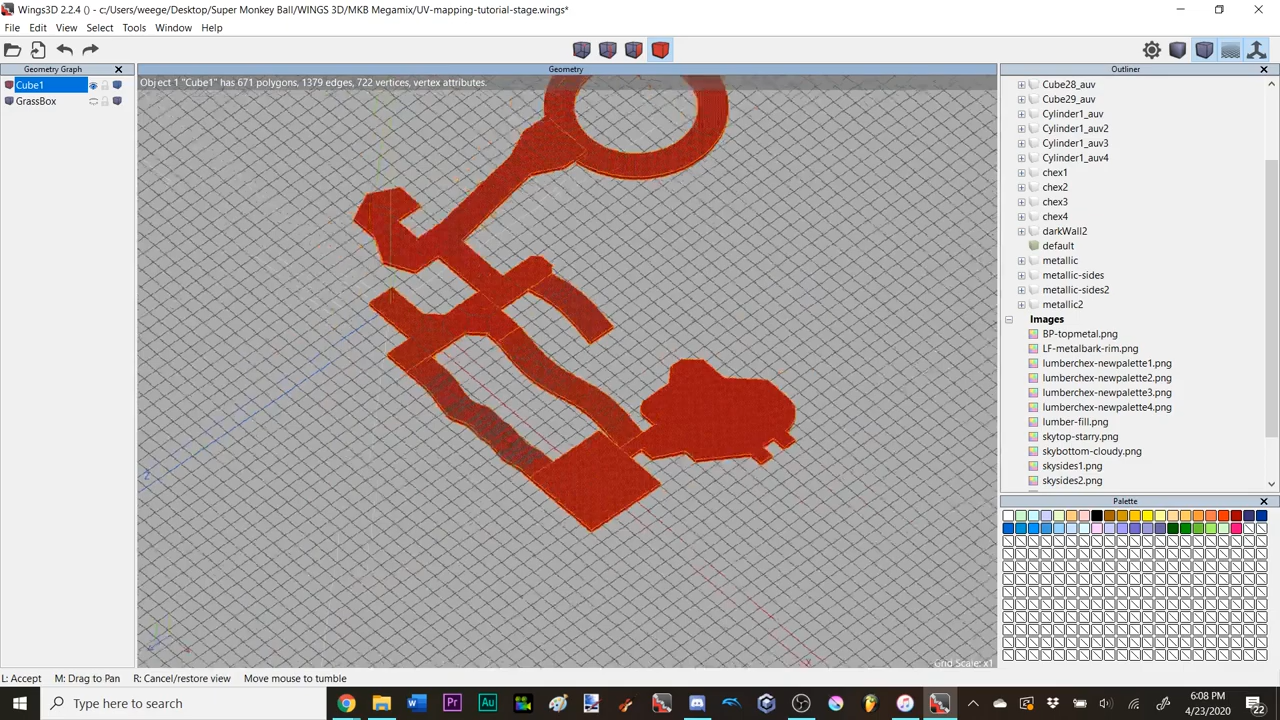 Wings3D 2.2.4 () - c:/Users/weege/Desktop/Super Monkey Ball/WINGS 3D/MKB Megamix/UV-mapping-tutorial-stage.wings*
File Edit View Select Tools Window Help
Geometry Graph
Geometry
Outliner
Cube1
GrassBox
Object 1 "Cube1" has 671 polygons, 1379 edges, 722 vertices, vertex attributes.
Z
X
Grid Scale: x1
Cube28_auv
Cube29_auv
Cylinder1_auv
Cylinder1_auv2
Cylinder1_auv3
Cylinder1_auv4
chex1
chex2
chex3
chex4
darkWall2
default
metallic
metallic-sides
metallic-sides2
metallic2
Images
BP-topmetal.png
LF-metalbark-rim.png
lumberchex-newpalette1.png
lumberchex-newpalette2.png
lumberchex-newpalette3.png
lumberchex-newpalette4.png
lumber-fill.png
skytop-starry.png
skybottom-cloudy.png
skysides1.png
skysides2.png
Palette
L: Accept M: Drag to Pan R: Cancel/restore view Move mouse to tumble
Type here to search
W
Pr
Au
6:08 PM
4/23/2020
22